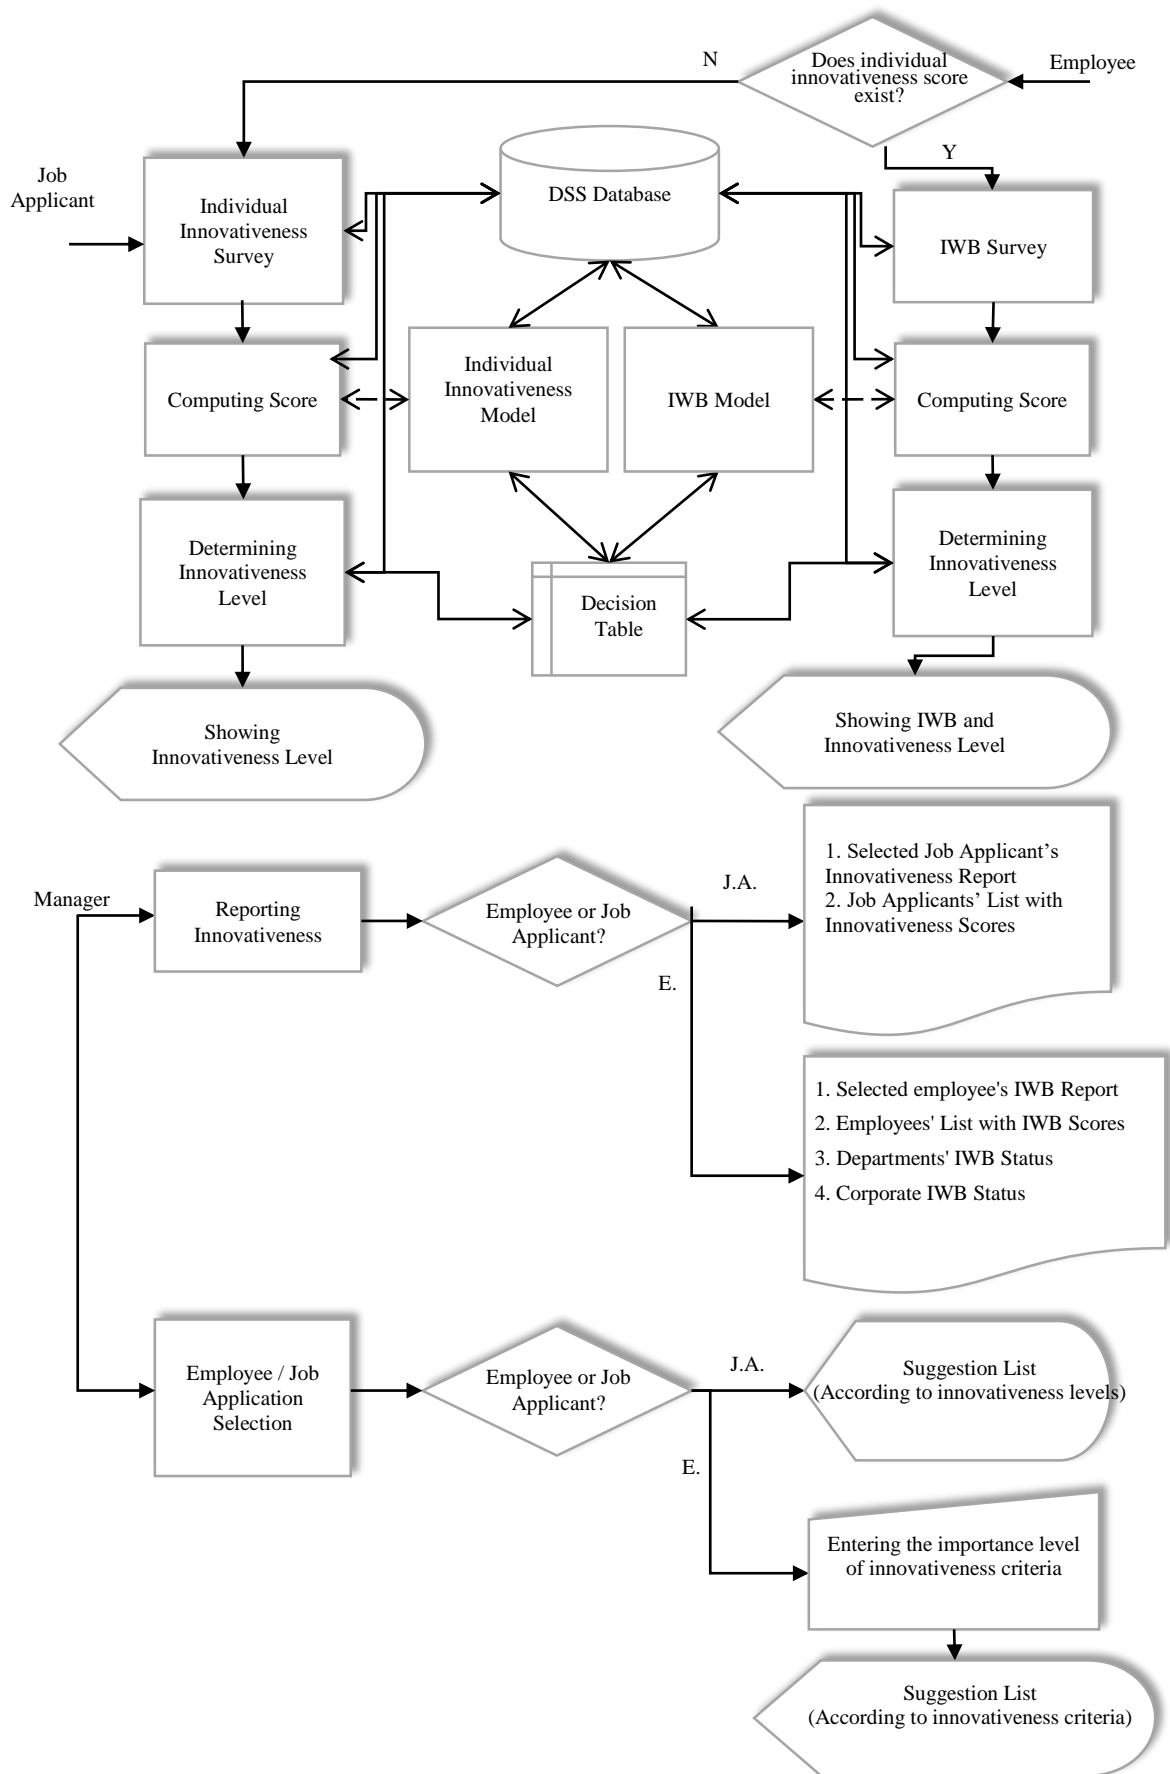 N
Does individual
innovativeness score
exist?
Employee
Y
Job
Applicant
Individual
Innovativeness
Survey
DSS Database
IWB Survey
Computing Score
Individual
Innovativeness
Model
IWB Model
Computing Score
Determining
Innovativeness
Level
Decision
Table
Determining
Innovativeness
Level
Showing
Innovativeness Level
Showing IWB and
Innovativeness Level
Manager
Reporting
Innovativeness
Employee or Job
Applicant?
J.A.
E.
1. Selected Job Applicant’s
Innovativeness Report
2. Job Applicants’ List with
Innovativeness Scores
1. Selected employee's IWB Report
2. Employees' List with IWB Scores
3. Departments' IWB Status
4. Corporate IWB Status
Employee / Job
Application
Selection
Employee or Job
Applicant?
J.A.
E.
Suggestion List
(According to innovativeness levels)
Entering the importance level
of innovativeness criteria
Suggestion List
(According to innovativeness criteria)